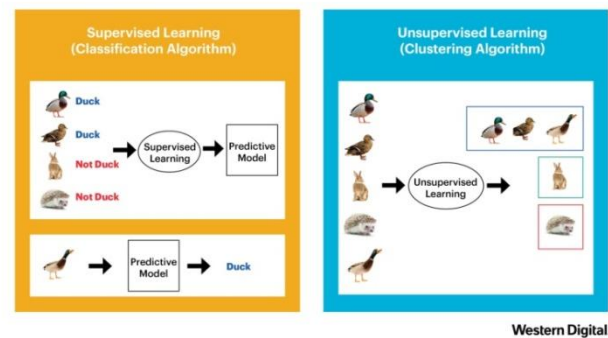 Supervised Learning
(Classification Algorithm)
Duck
Duck
Not Duck
Not Duck
Supervised
Learning
Predictive
Model
Predictive
Model
Duck
Unsupervised Learning
(Clustering Algorithm)
Unsupervised
Learning
Western Digital